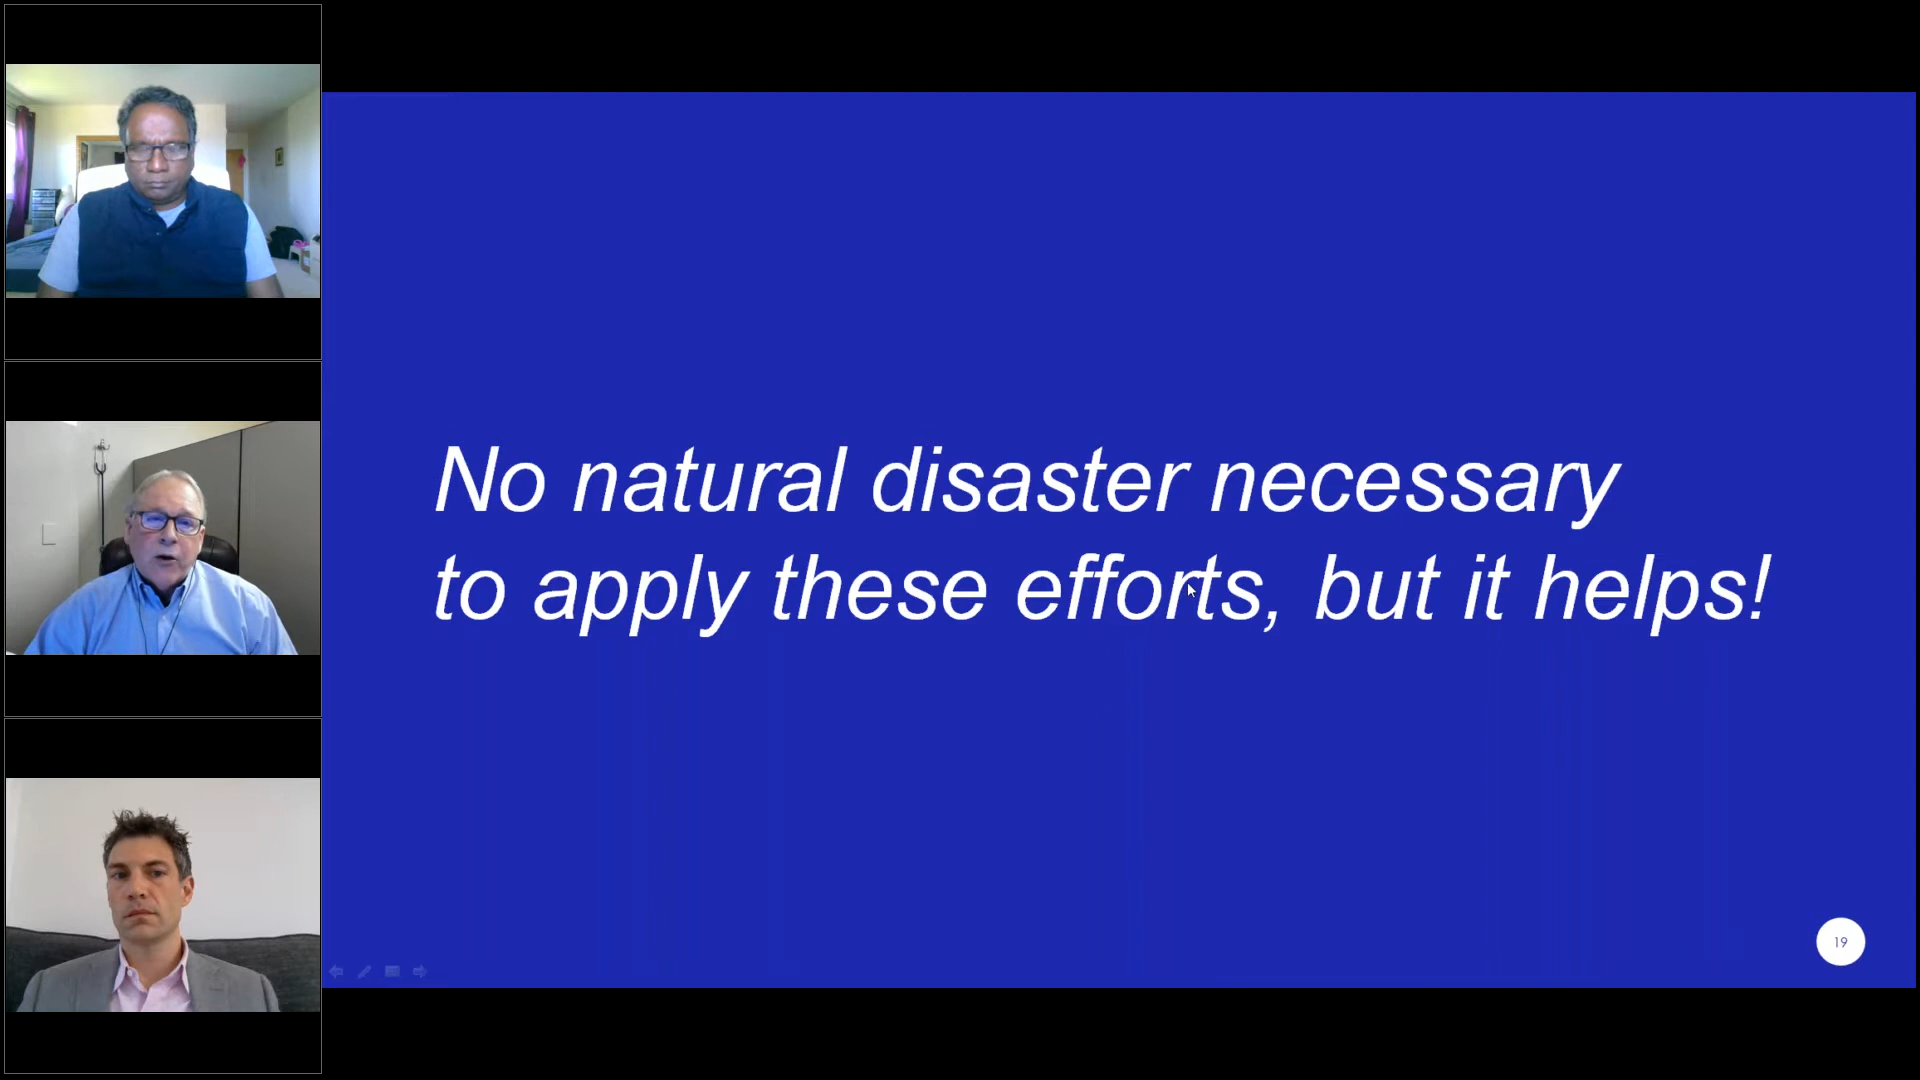 No natural disaster necessary
to apply these efforts, but it helps!
19